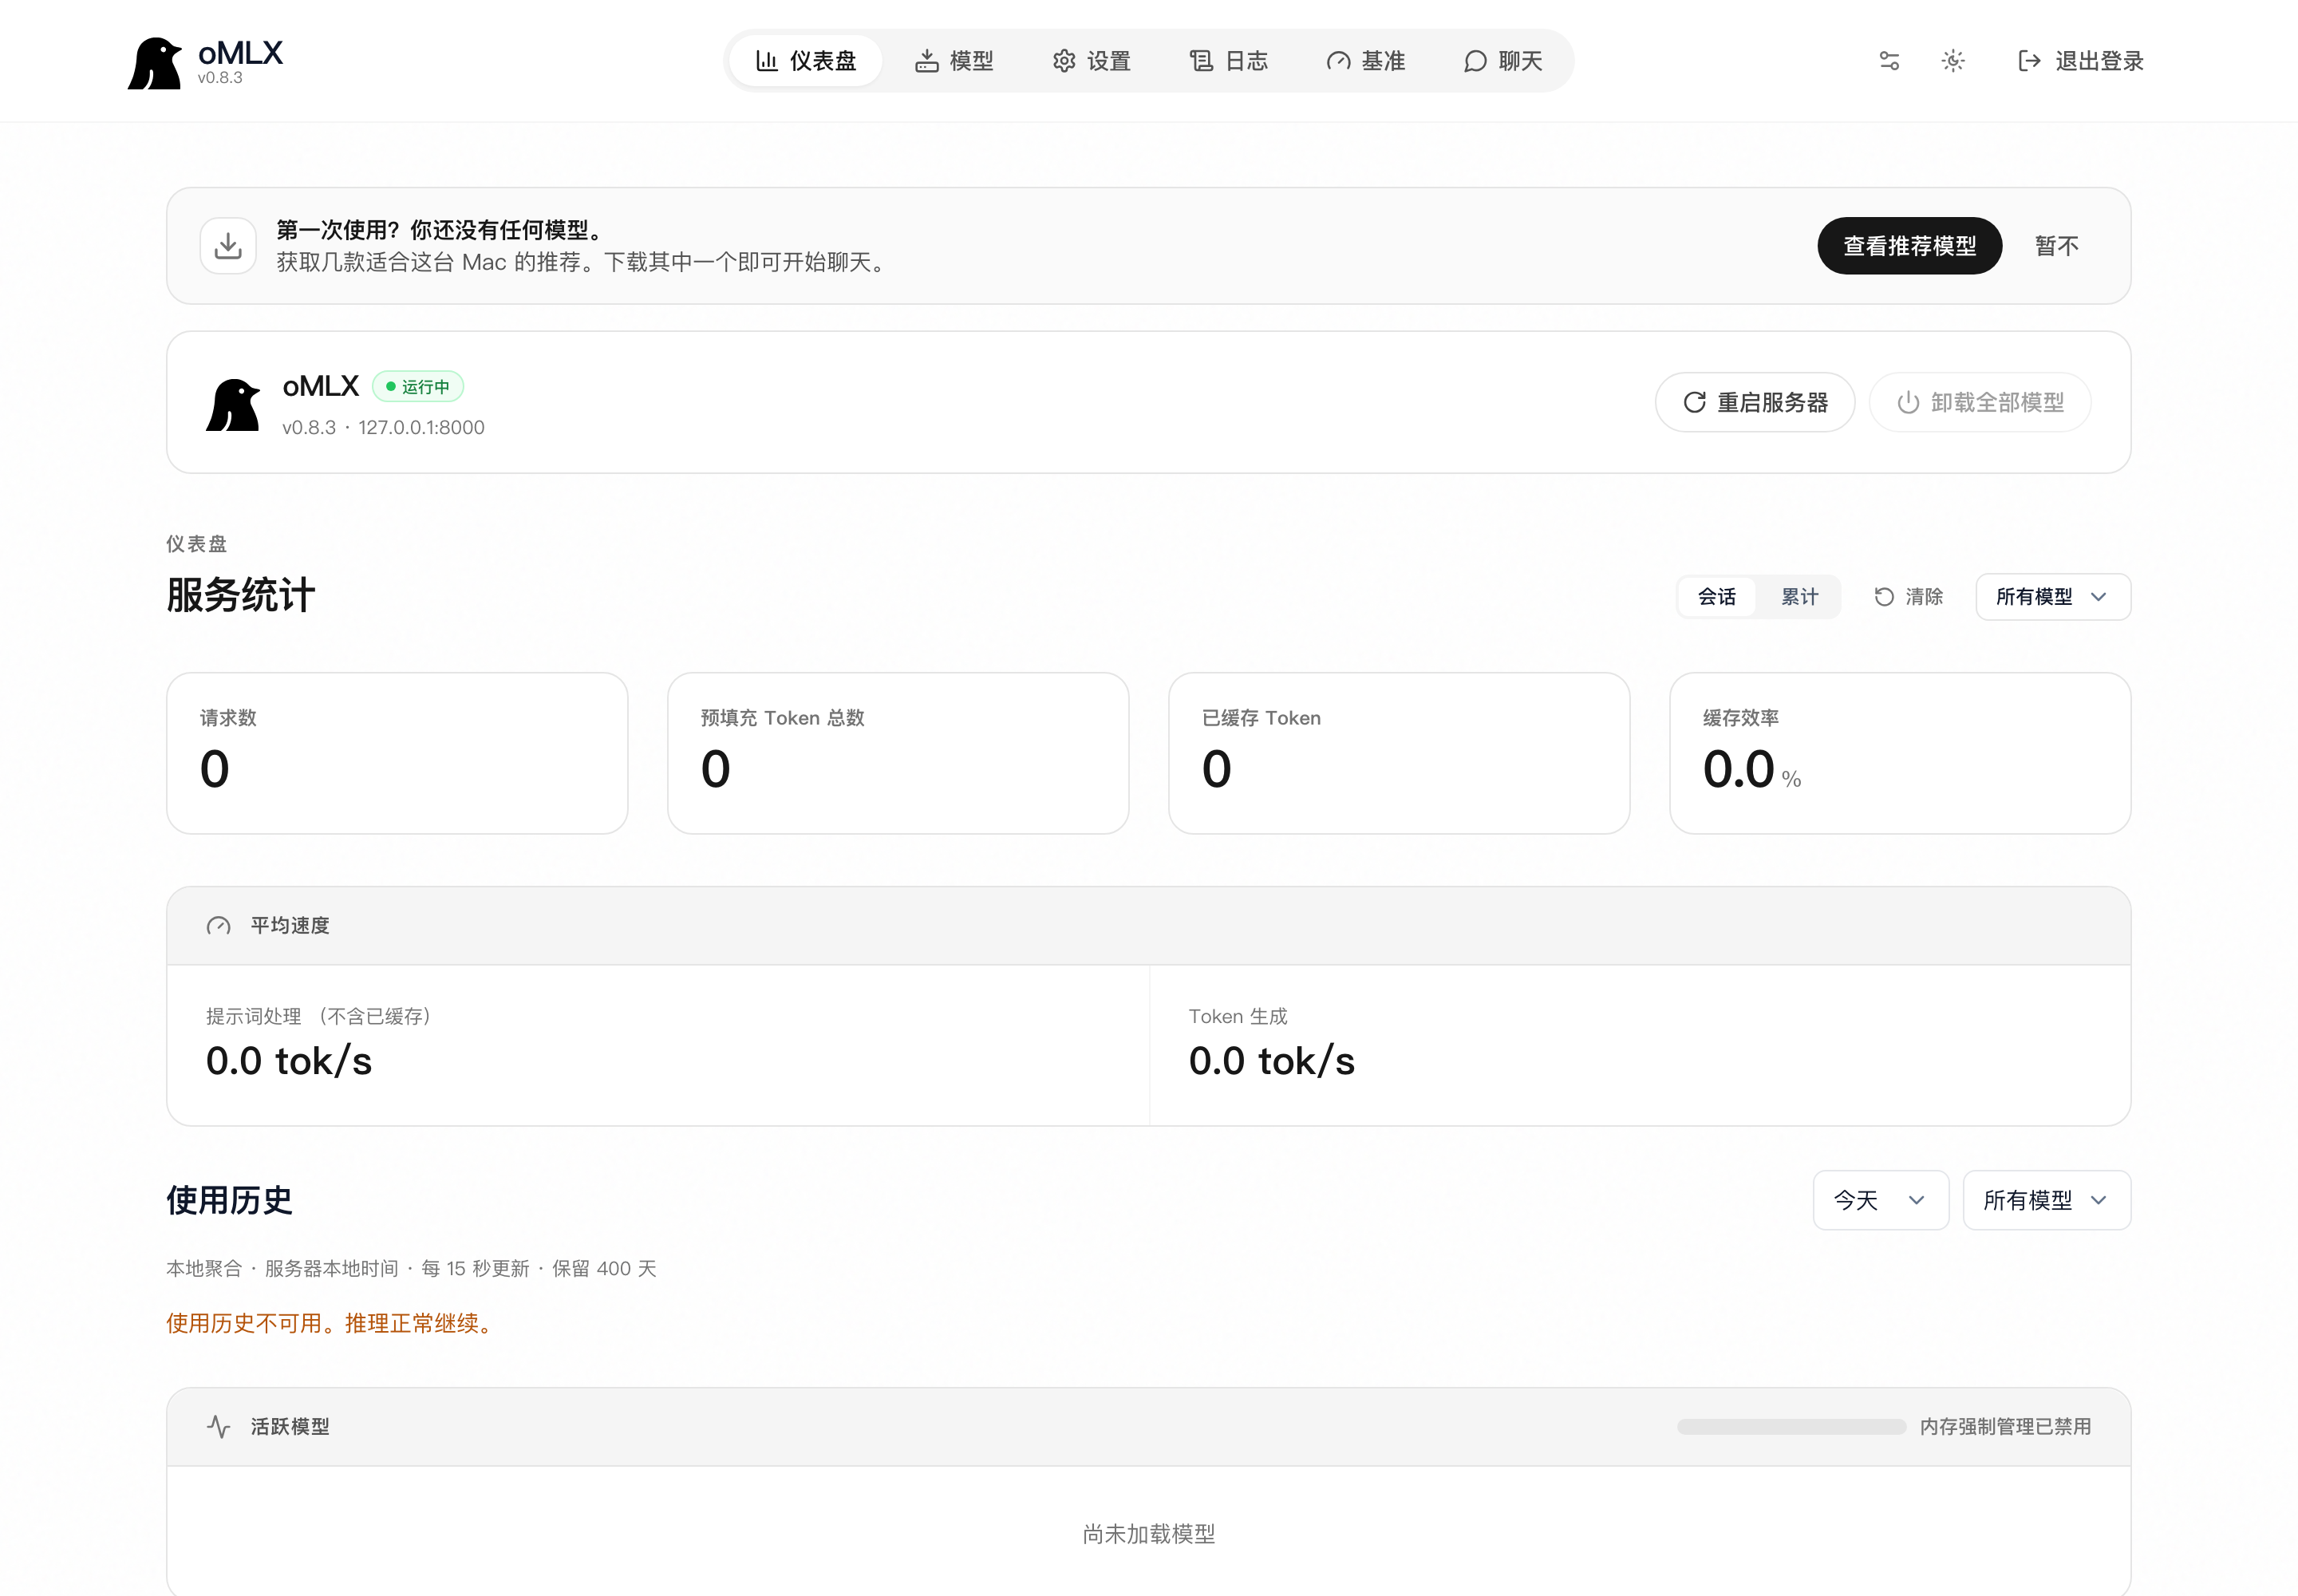 oMLX
v0.8.3
仪表盘
模型
设置
日志
基准
聊天
退出登录
第一次使用？你还没有任何模型。
获取几款适合这台 Mac 的推荐。下载其中一个即可开始聊天。
查看推荐模型
暂不
oMLX
运行中
v0.8.3 · 127.0.0.1:8000
重启服务器
卸载全部模型
仪表盘
服务统计
会话
累计
清除
所有模型
请求数
0
预填充 Token 总数
0
已缓存 Token
0
缓存效率
0.0 %
平均速度
提示词处理 （不含已缓存）
0.0 tok/s
Token 生成
0.0 tok/s
使用历史
今天
所有模型
本地聚合 · 服务器本地时间 · 每 15 秒更新 · 保留 400 天
使用历史不可用。推理正常继续。
活跃模型
内存强制管理已禁用
尚未加载模型